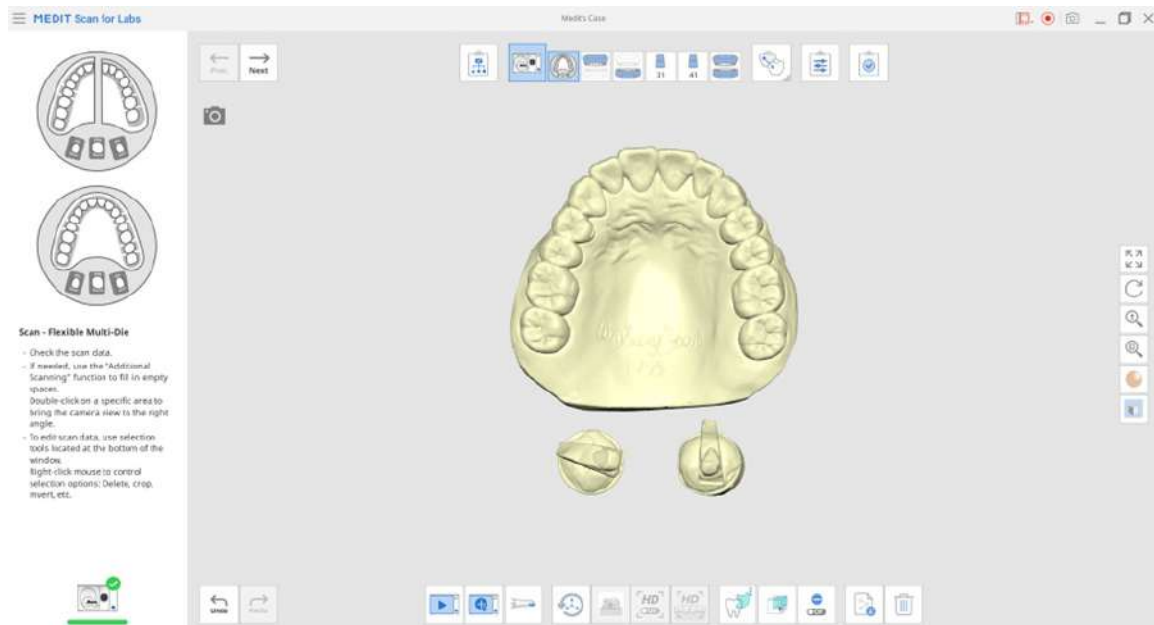 MEDIT Scan for Labs
Medit's Case
Prev
Next
21
41
Scan - Flexible Multi-Die
- Check the scan data.
- If needed, use the "Additional
Scanning" function to fill in empty
spaces.
Double-click on a specific area to
bring the camera view to the right
angle.
- To edit scan data, use selection
tools located at the bottom of the
window.
Right-click mouse to control
selection options: Delete, crop,
invert, etc.
Undo
Redo
HD
HD